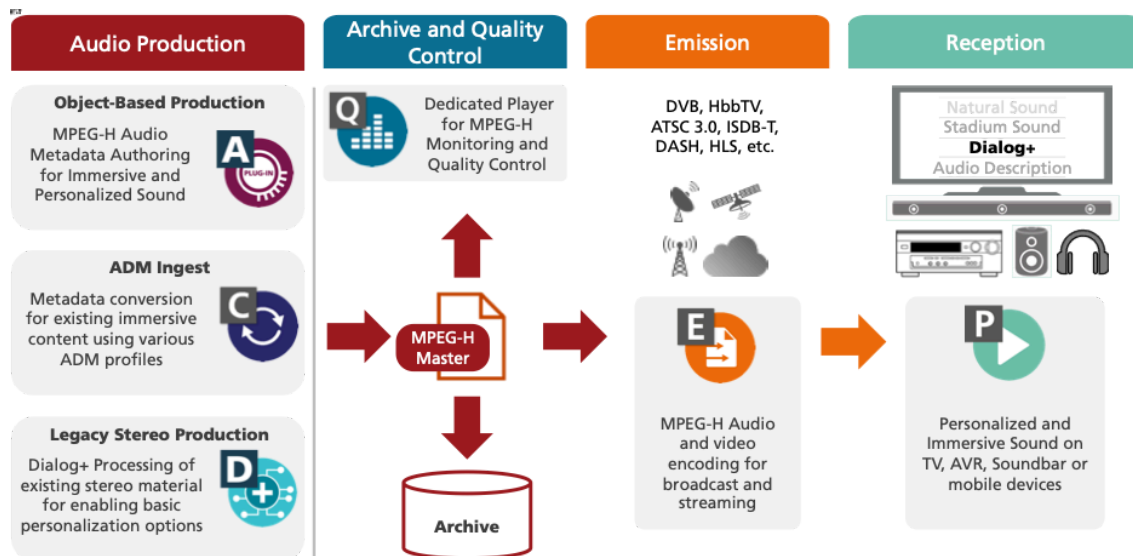 Audio Production
Archive and Quality
Control
Emission
Reception
Object-Based Production
MPEG-H Audio
Metadata Authoring
for Immersive and
Personalized Sound
A
PLUG-IN
ADM Ingest
Metadata conversion
for existing immersive
content using various
ADM profiles
C
Legacy Stereo Production
Dialog+ Processing of
existing stereo material
for enabling basic
personalization options
D
Q
Dedicated Player
for MPEG-H
Monitoring and
Quality Control
MPEG-H
Master
Archive
DVB, HbbTV,
ATSC 3.0, ISDB-T,
DASH, HLS, etc.
E
MPEG-H Audio
and video
encoding for
broadcast and
streaming
Natural Sound
Stadium Sound
Dialog+
Audio Description
P
Personalized and
Immersive Sound on
TV, AVR, Soundbar or
mobile devices